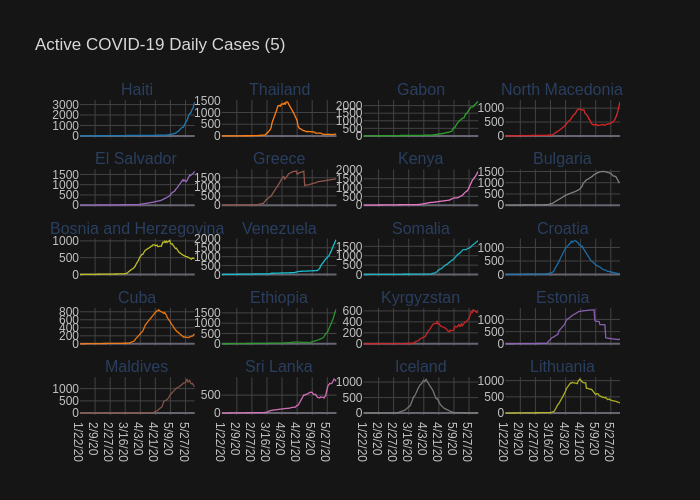 Active COVID-19 Daily Cases (5)
Haiti Thailand Gabon North Macedonia
3000 2000 1000 0
1500 1000 500 0
2000 1500 1000 500 0
1000 500 0
El Salvador Greece Kenya Bulgaria
1500 1000 500 0
1500 1000 500 0
2000 1500 1000 500 0
1500 1000 500 0
Bosnia and Herzegovina Venezuela Somalia Croatia
1000 500 0
2000 1500 1000 500 0
1500 1000 500 0
1000 500 0
Cuba Ethiopia Kyrgyzstan Estonia
800 600 400 200 0
1500 1000 500 0
600 400 200 0
1000 500 0
Maldives Sri Lanka Iceland Lithuania
1000 500 0
500 0
1000 500 0
1000 500 0
1/22/20 2/9/20 2/27/20 3/16/20 4/3/20 4/21/20 5/9/20 5/27/20
1/22/20 2/9/20 2/27/20 3/16/20 4/3/20 4/21/20 5/9/20 5/27/20
1/22/20 2/9/20 2/27/20 3/16/20 4/3/20 4/21/20 5/9/20 5/27/20
1/22/20 2/9/20 2/27/20 3/16/20 4/3/20 4/21/20 5/9/20 5/27/20